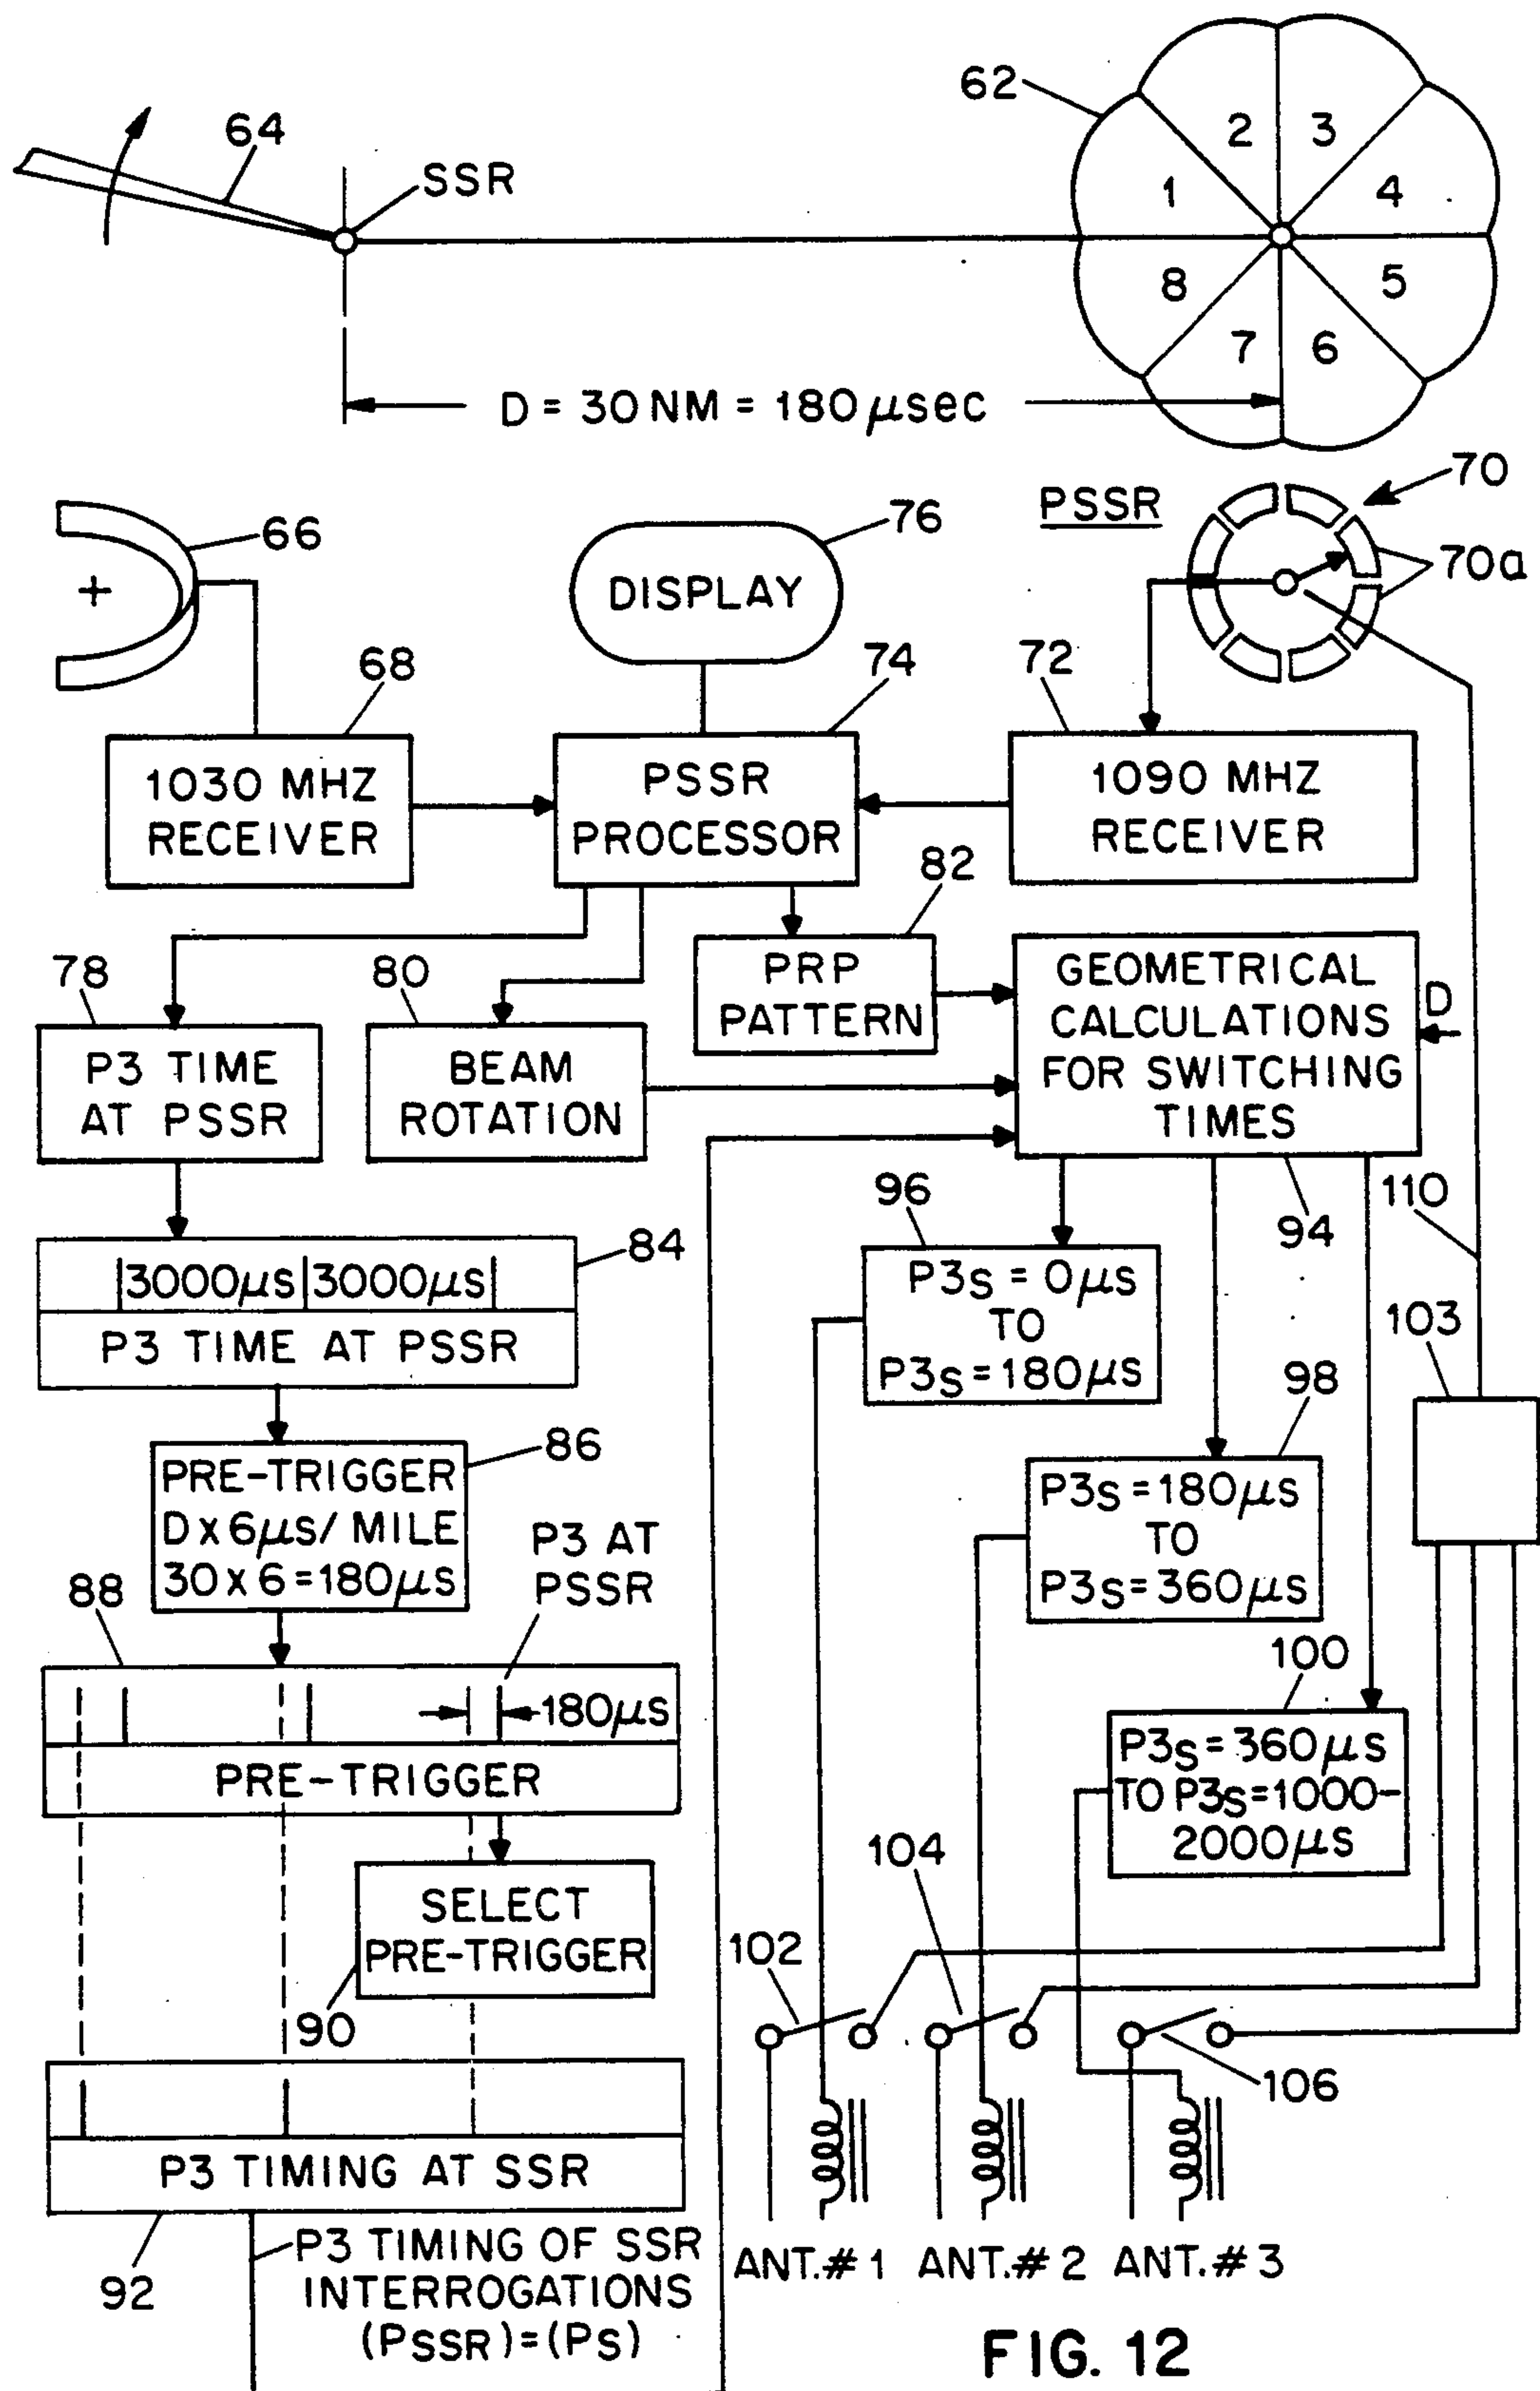 62
2
3
64
SSR
1
4
8
5
7
6
D = 30 NM = 180 μsec
70
PSSR
76
66
70a
+
DISPLAY
74
72
68
1030 MHZ
RECEIVER
PSSR
PROCESSOR
1090 MHZ
RECEIVER
82
78
80
PRP
PATTERN
GEOMETRICAL
CALCULATIONS
FOR SWITCHING
TIMES
D
P3 TIME
AT PSSR
BEAM
ROTATION
96
110
94
84
3000μs
3000μs
P3 TIME AT PSSR
P3s = 0μs
TO
P3s = 180μs
103
98
86
PRE-TRIGGER
D x 6μs/ MILE
30 x 6 = 180μs
P3 AT
PSSR
P3s = 180μs
TO
P3s = 360μs
88
100
180μs
PRE-TRIGGER
P3s = 360μs
TO P3s = 1000-
2000μs
104
SELECT
PRE-TRIGGER
102
90
106
P3 TIMING AT SSR
92
P3 TIMING OF SSR
INTERROGATIONS
(PSSR) = (Ps)
ANT.# 1
ANT.# 2
ANT.# 3
FIG. 12